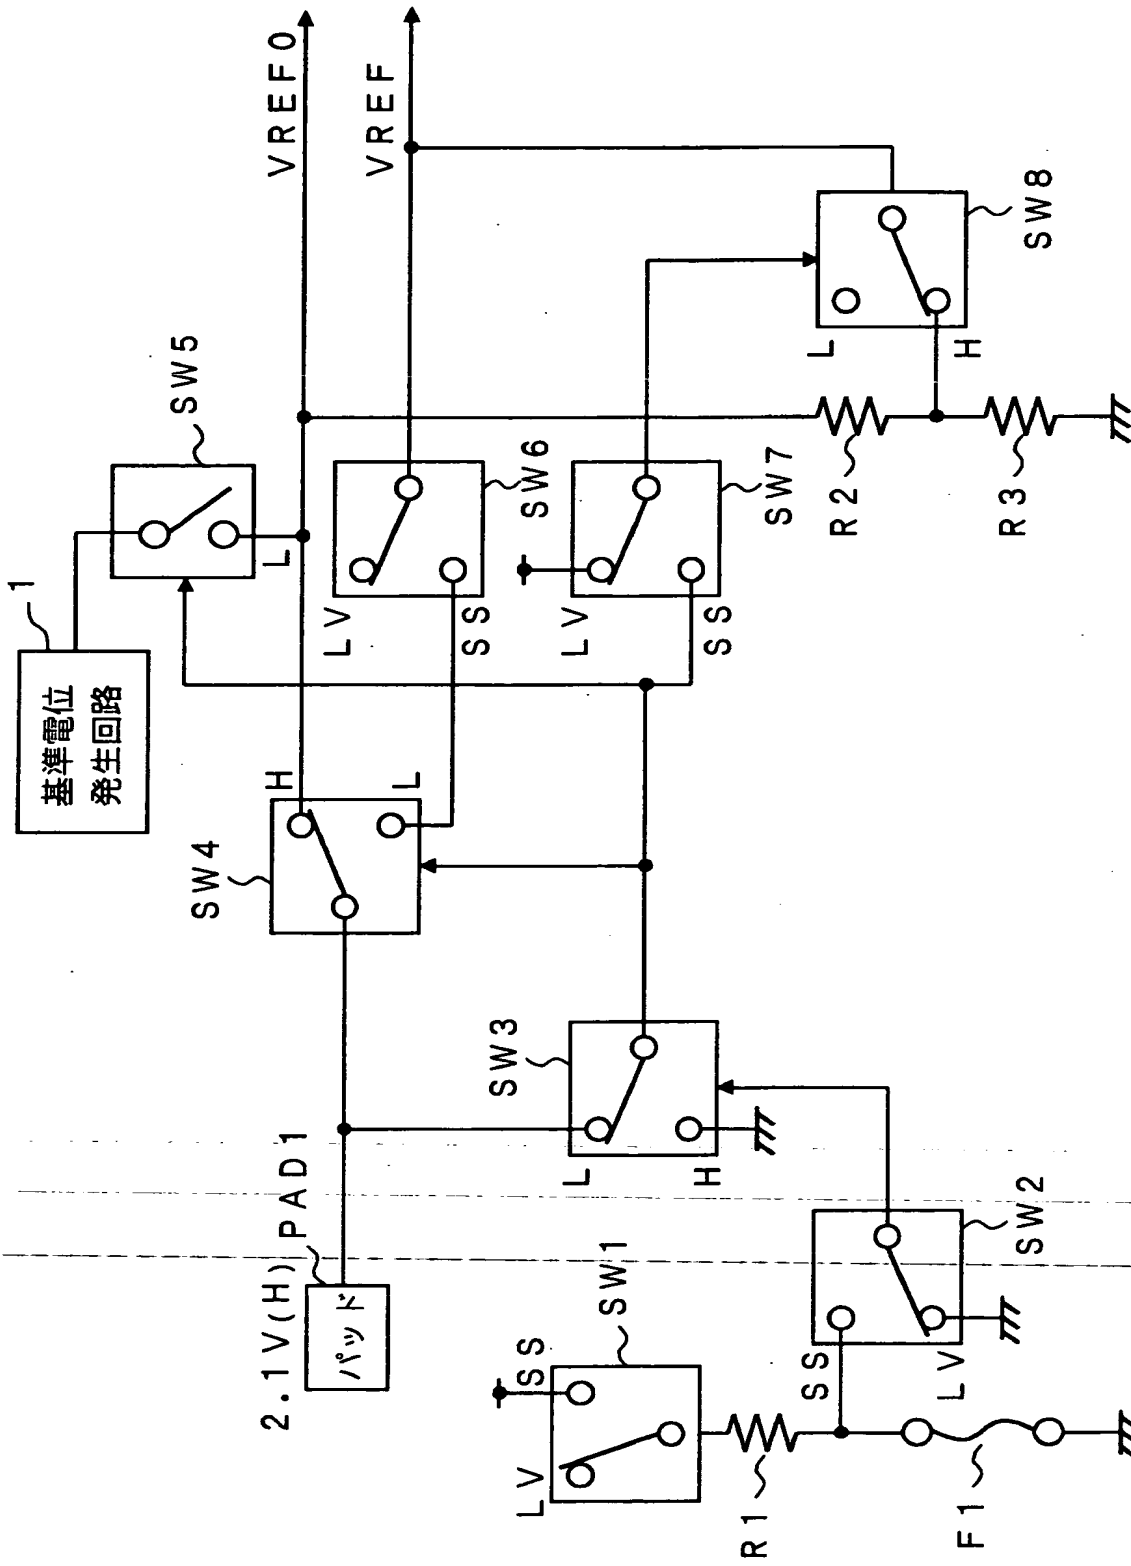 1
基準電位
発生回路
SW5
L
VREF0
VREF
SW4
H
L
LV
SS
SW6
LV
SS
SW7
L
H
SW8
R2
R3
2.1V(H)
PAD1
パッド
SW3
L
H
SW1
LV
SS
SW2
SS
LV
R1
F1